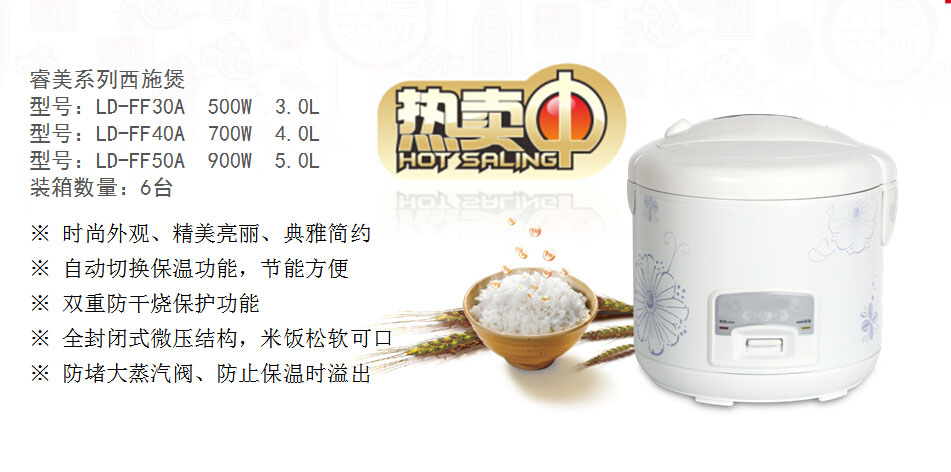 睿美系列西施煲
型号：LD-FF30A  500W  3.0L
型号：LD-FF40A  700W  4.0L
型号：LD-FF50A  900W  5.0L
装箱数量：6台
※ 时尚外观、精美亮丽、典雅简约
※ 自动切换保温功能，节能方便
※ 双重防干烧保护功能
※ 全封闭式微压结构，米饭松软可口
※ 防堵大蒸汽阀、防止保温时溢出
热卖中
HOT SALING